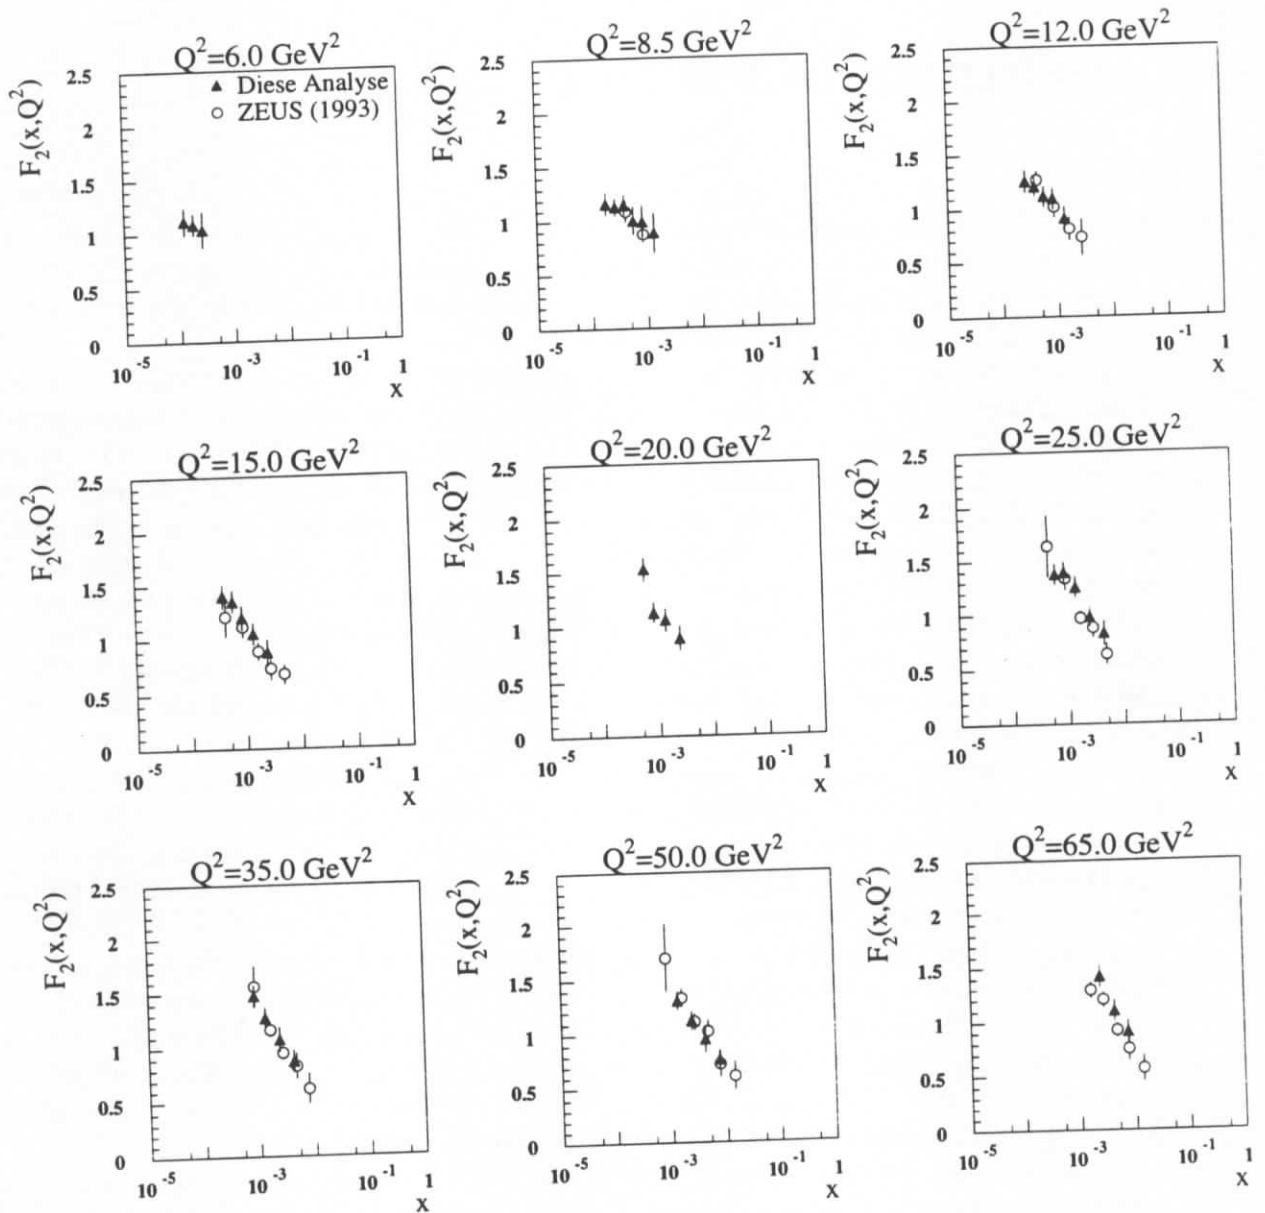 Q²=6.0 GeV²
F₂(x,Q²)
2.5
2
1.5
1
0.5
0
▲ Diese Analyse
○ ZEUS (1993)
10⁻⁵ 10⁻³ 10⁻¹ 1
x
Q²=8.5 GeV²
F₂(x,Q²)
2.5
2
1.5
1
0.5
0
10⁻⁵ 10⁻³ 10⁻¹ 1
x
Q²=12.0 GeV²
F₂(x,Q²)
2.5
2
1.5
1
0.5
0
10⁻⁵ 10⁻³ 10⁻¹ 1
x
Q²=15.0 GeV²
F₂(x,Q²)
2.5
2
1.5
1
0.5
0
10⁻⁵ 10⁻³ 10⁻¹ 1
x
Q²=20.0 GeV²
F₂(x,Q²)
2.5
2
1.5
1
0.5
0
10⁻⁵ 10⁻³ 10⁻¹ 1
x
Q²=25.0 GeV²
F₂(x,Q²)
2.5
2
1.5
1
0.5
0
10⁻⁵ 10⁻³ 10⁻¹ 1
x
Q²=35.0 GeV²
F₂(x,Q²)
2.5
2
1.5
1
0.5
0
10⁻⁵ 10⁻³ 10⁻¹ 1
x
Q²=50.0 GeV²
F₂(x,Q²)
2.5
2
1.5
1
0.5
0
10⁻⁵ 10⁻³ 10⁻¹ 1
x
Q²=65.0 GeV²
F₂(x,Q²)
2.5
2
1.5
1
0.5
0
10⁻⁵ 10⁻³ 10⁻¹ 1
x